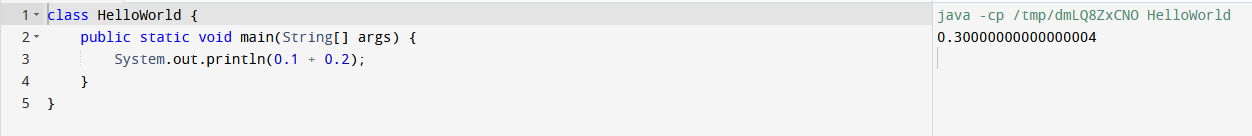 1 class HelloWorld {
2     public static void main(String[] args) {
3         System.out.println(0.1 + 0.2);
4     }
5 }
java -cp /tmp/dmLQ8ZxCNO HelloWorld
0.30000000000000004